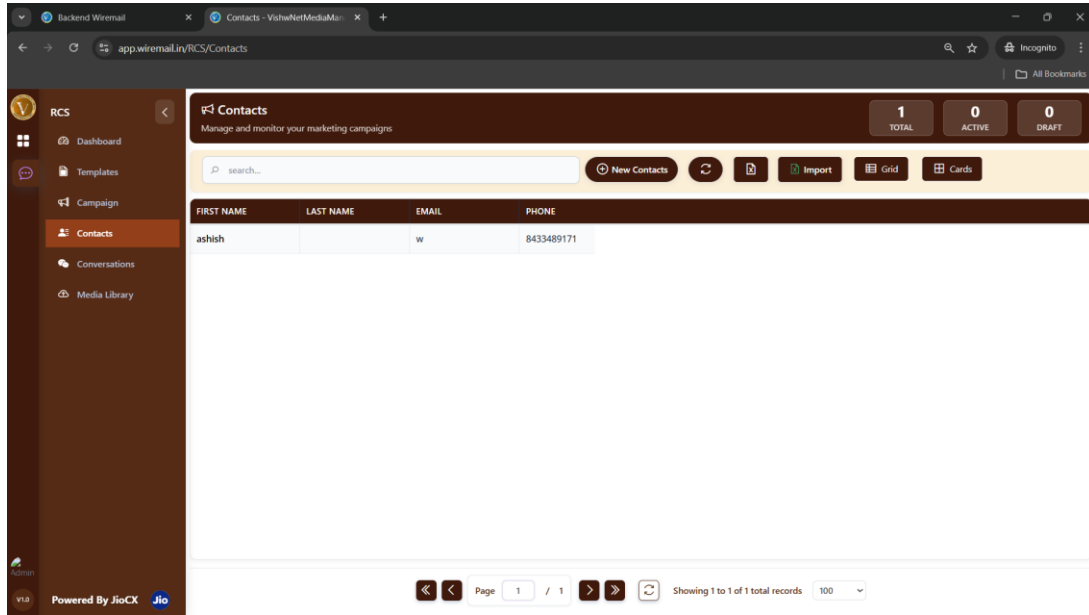 Backend Wiremail
Contacts - VishwNetMediaMan
app.wiremail.in/RCS/Contacts
Incognito
All Bookmarks
V
RCS
Dashboard
Templates
Campaign
Contacts
Conversations
Media Library
Admin
V1.0
Powered By JioCX Jio
Contacts
Manage and monitor your marketing campaigns
1 TOTAL
0 ACTIVE
0 DRAFT
search...
New Contacts
Import
Grid
Cards
FIRST NAME LAST NAME EMAIL PHONE
ashish w 8433489171
Page 1 / 1
Showing 1 to 1 of 1 total records 100